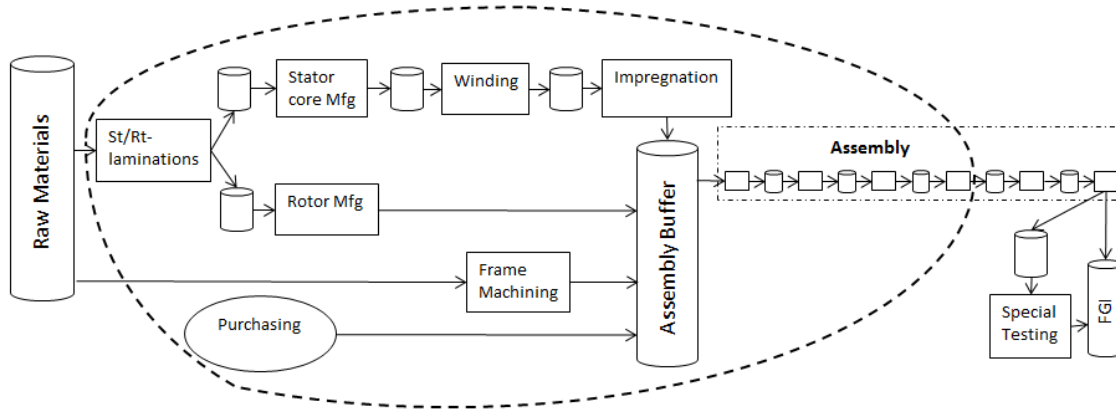 Raw Materials
St/Rt-
laminations
Stator
core Mfg
Winding
Impregnation
Rotor Mfg
Frame
Machining
Purchasing
Assembly Buffer
Assembly
Special
Testing
FGI